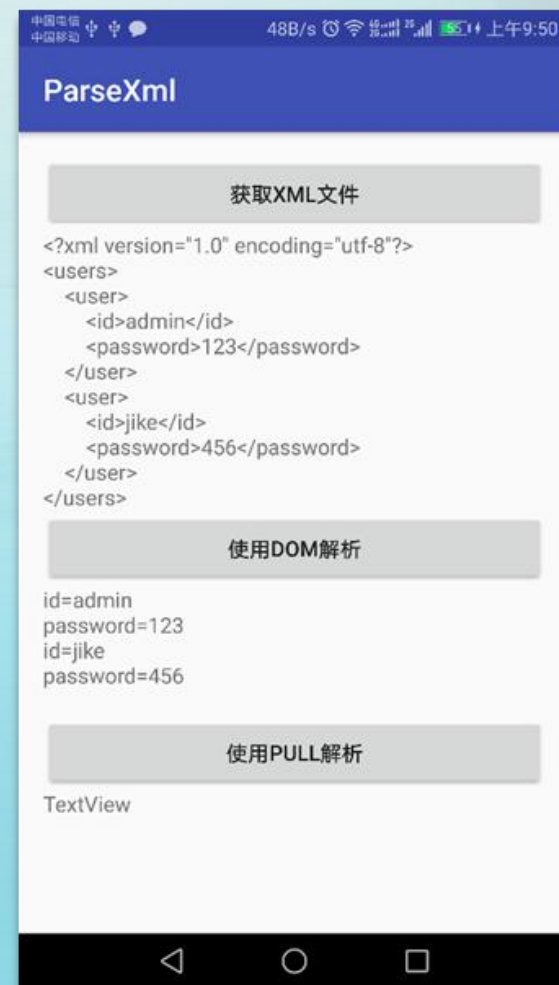 中国电信
中国移动
48B/s 55 上午9:50
ParseXml
获取XML文件
<?xml version="1.0" encoding="utf-8"?>
<users>
<user>
<id>admin</id>
<password>123</password>
</user>
<user>
<id>jike</id>
<password>456</password>
</user>
</users>
使用DOM解析
id=admin
password=123
id=jike
password=456
使用PULL解析
TextView